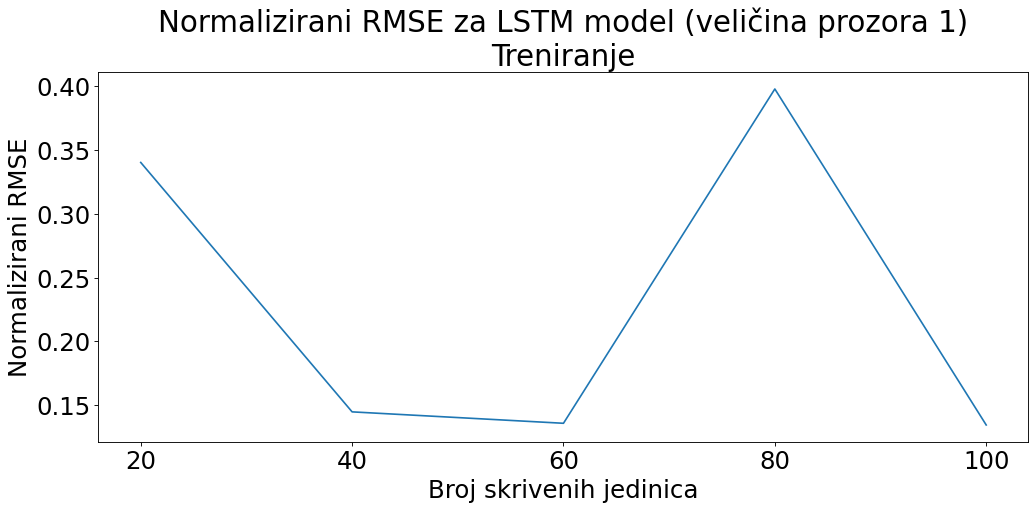 Normalizirani RMSE za LSTM model (veličina prozora 1)
Treniranje
Normalizirani RMSE
0.40
0.35
0.30
0.25
0.20
0.15
20 40 60 80 100
Broj skrivenih jedinica